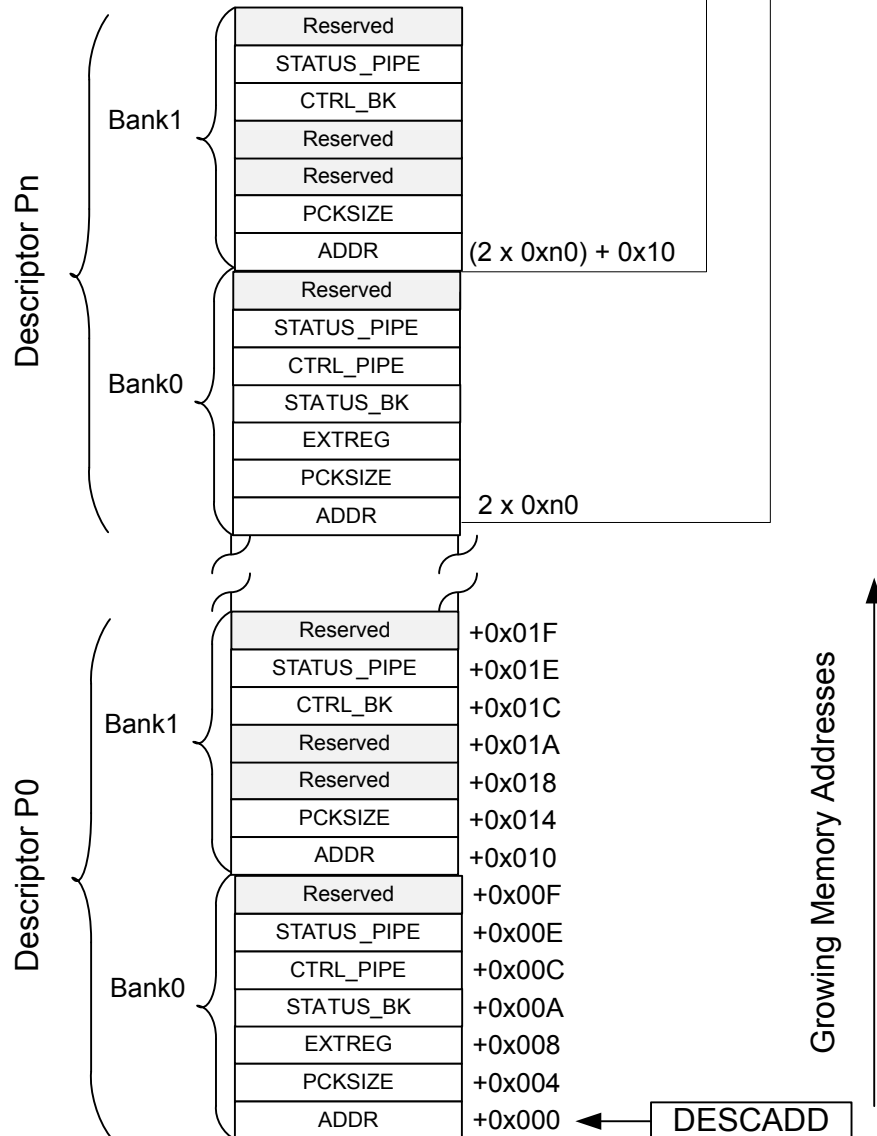 Reserved
STATUS_PIPE
CTRL_BK
Bank1
Reserved
Reserved
PCKSIZE
ADDR (2 x 0xn0) + 0x10
Descriptor Pn
Reserved
STATUS_PIPE
CTRL_PIPE
Bank0
STATUS_BK
EXTREG
PCKSIZE
ADDR 2 x 0xn0
Reserved +0x01F
STATUS_PIPE +0x01E
CTRL_BK +0x01C
Bank1
Reserved +0x01A
Reserved +0x018
PCKSIZE +0x014
ADDR +0x010
Descriptor P0
Reserved +0x00F
STATUS_PIPE +0x00E
CTRL_PIPE +0x00C
Bank0
STATUS_BK +0x00A
EXTREG +0x008
PCKSIZE +0x004
ADDR +0x000 DESCADD
Growing Memory Addresses